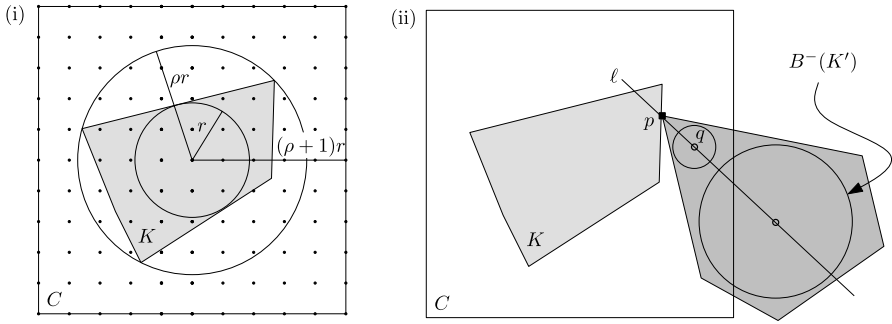 (i)
ρr
r
(ρ + 1)r
K
C
(ii)
ℓ
p
q
B⁻(K′)
K
C